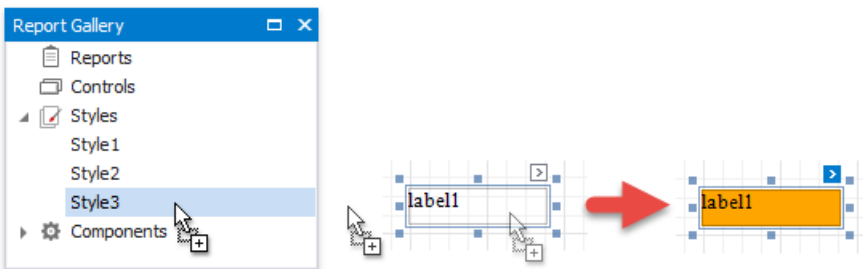 Report Gallery
Reports
Controls
Styles
Style1
Style2
Style3
Components
label1
label1